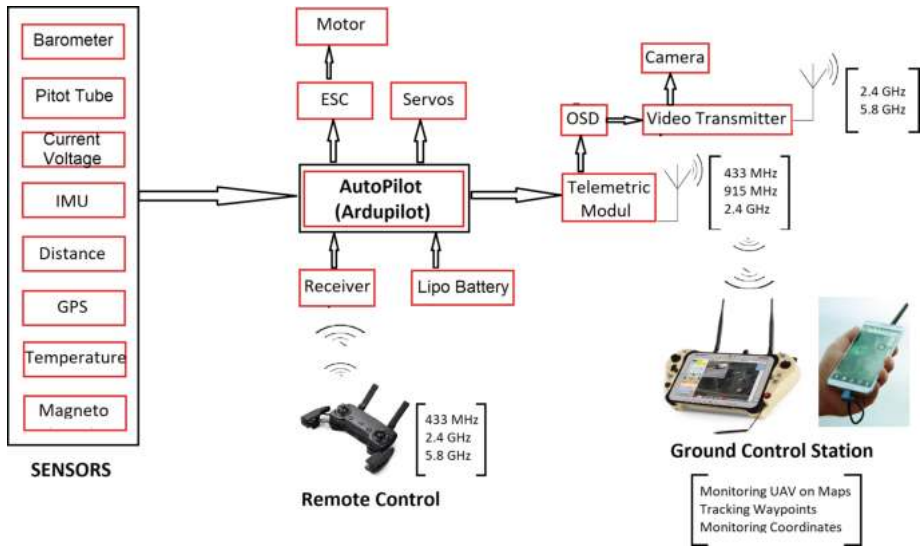 Barometer
Pitot Tube
Current
Voltage
IMU
Distance
GPS
Temperature
Magneto
SENSORS
Motor
ESC
Servos
AutoPilot
(Ardupilot)
Receiver
Lipo Battery
433 MHz
2.4 GHz
5.8 GHz
Remote Control
Camera
OSD
Video Transmitter
2.4 GHz
5.8 GHz
Telemetric
Modul
433 MHz
915 MHz
2.4 GHz
Ground Control Station
Monitoring UAV on Maps
Tracking Waypoints
Monitoring Coordinates